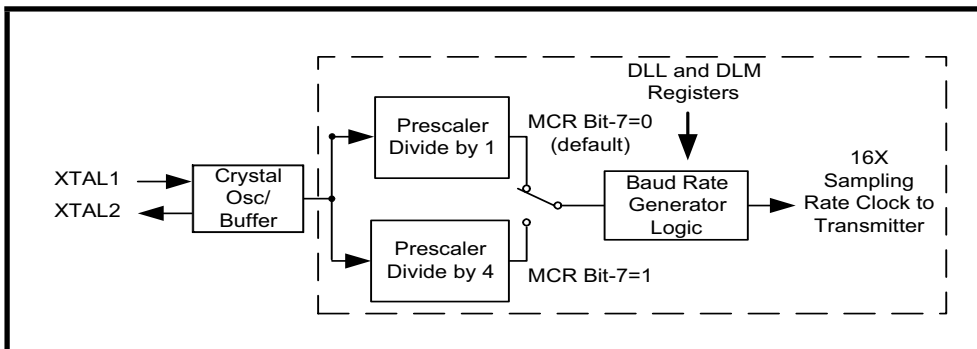 DLL and DLM
Registers
Prescaler
Divide by 1
MCR Bit-7=0
(default)
XTAL1
XTAL2
Crystal
Osc/
Buffer
Baud Rate
Generator
Logic
16X
Sampling
Rate Clock to
Transmitter
Prescaler
Divide by 4
MCR Bit-7=1